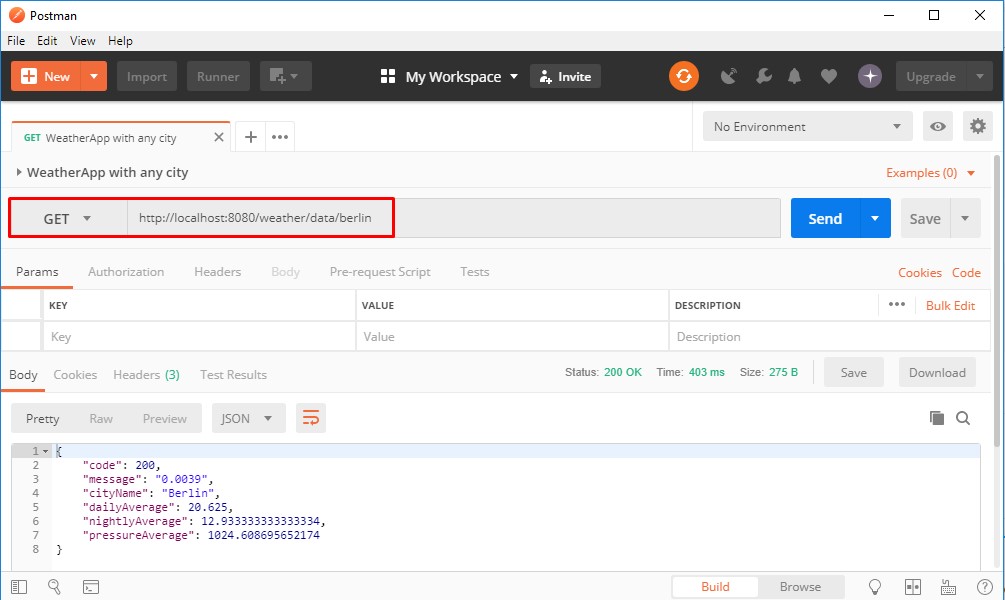 Postman
File Edit View Help
New Import Runner My Workspace Invite Upgrade
GET WeatherApp with any city No Environment
WeatherApp with any city Examples (0)
GET http://localhost:8080/weather/data/berlin Send Save
Params Authorization Headers Body Pre-request Script Tests Cookies Code
KEY VALUE DESCRIPTION Bulk Edit
Key Value Description
Body Cookies Headers (3) Test Results Status: 200 OK Time: 403 ms Size: 275 B Save Download
Pretty Raw Preview JSON
1 {
2 "code": 200,
3 "message": "0.0039",
4 "cityName": "Berlin",
5 "dailyAverage": 20.625,
6 "nightlyAverage": 12.933333333333334,
7 "pressureAverage": 1024.608695652174
8 }
Build Browse